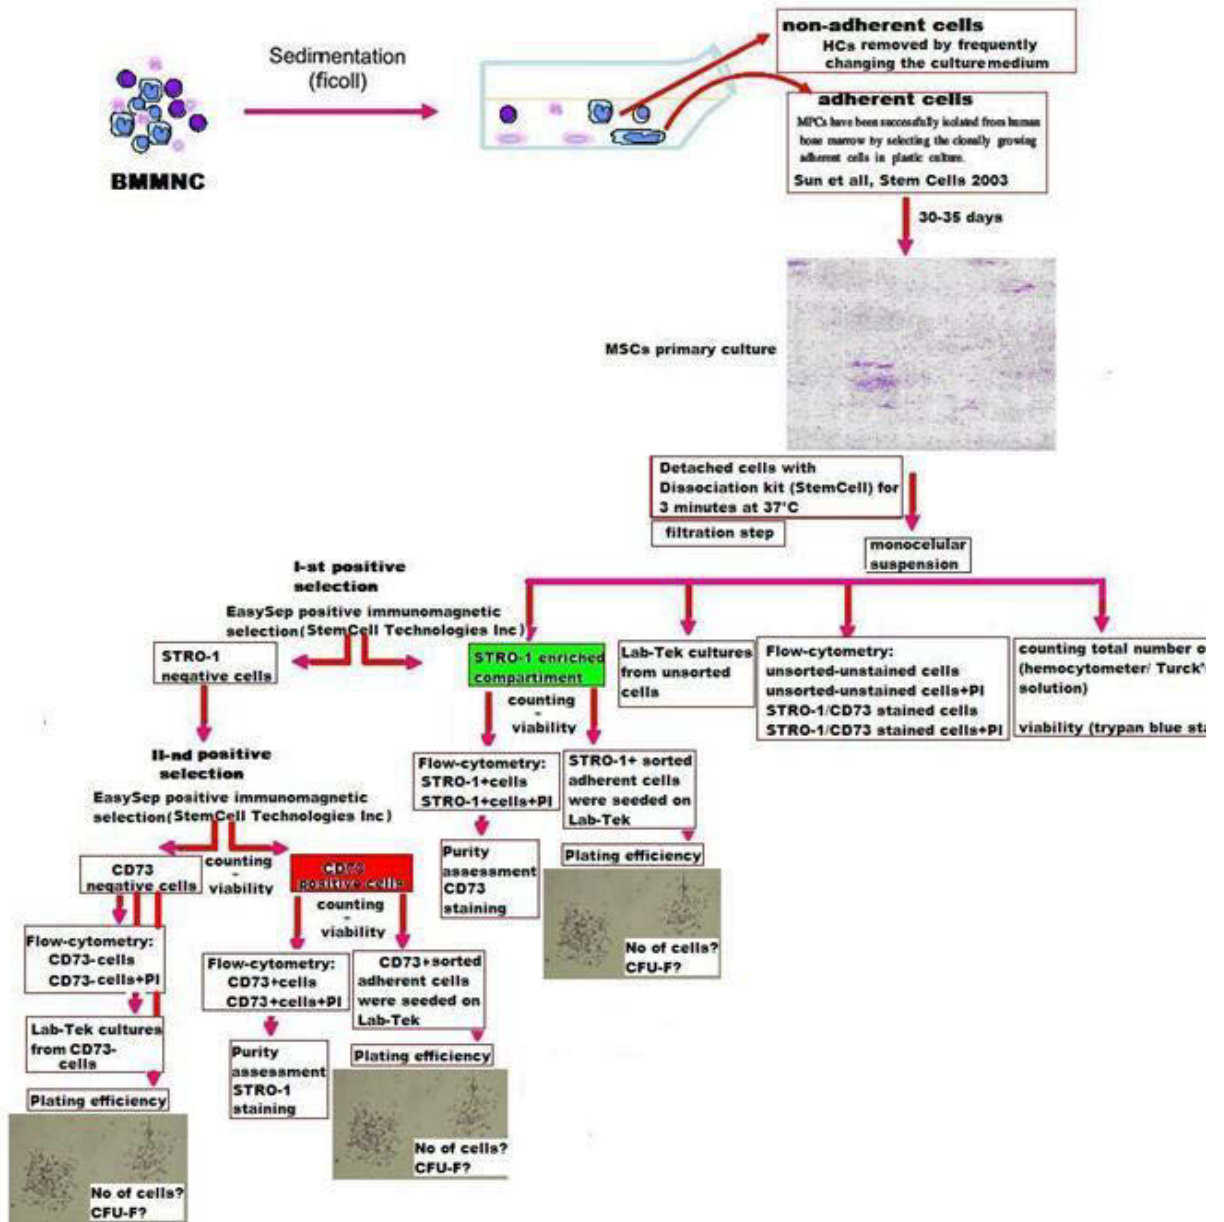 Sedimentation
(ficoll)
BMMNC
non-adherent cells
HCs removed by frequently
changing the culture medium
adherent cells
MPCs have been successfully isolated from human
bone marrow by selecting the clonally growing
adherent cells in plastic culture.
Sun et all, Stem Cells 2003
30-35 days
MSCs primary culture
Detached cells with
Dissociation kit (StemCell) for
3 minutes at 37'C
filtration step
monocelular
suspension
I-st positive
selection
EasySep positive immunomagnetic
selection(StemCell Technologies Inc)
STRO-1
negative cells
STRO-1 enriched
compartiment
Lab-Tek cultures
from unsorted
cells
Flow-cytometry:
unsorted-unstained cells
unsorted-unstained cells+PI
STRO-1/CD73 stained cells
STRO-1/CD73 stained cells+PI
counting total number
(hemocytometer/ Turck'
solution)
viability (trypan blue
counting
-
viability
Flow-cytometry:
STRO-1+cells
STRO-1+cells+PI
STRO-1+ sorted
adherent cells
were seeded on
Lab-Tek
Purity
assessment
CD73
staining
Plating efficiency
No of cells?
CFU-F?
II-nd positive
selection
EasySep positive immunomagnetic
selection(StemCell Technologies Inc)
CD73
negative cells
counting
-
viability
CD73
positive cells
counting
-
viability
Flow-cytometry:
CD73-cells
CD73-cells+PI
Flow-cytometry:
CD73+cells
CD73+cells+PI
CD73+sorted
adherent cells
were seeded on
Lab-Tek
Lab-Tek cultures
from CD73-
cells
Purity
assessment
STRO-1
staining
Plating efficiency
No of cells?
CFU-F?
Plating efficiency
No of cells?
CFU-F?